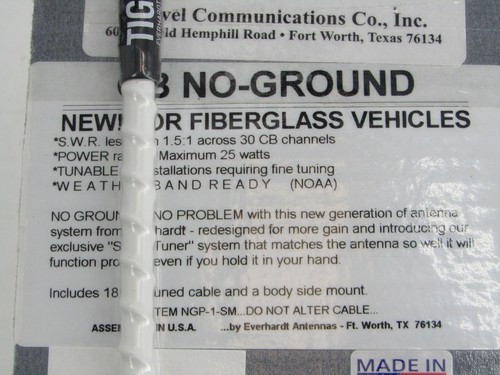 TIG
vel Communications Co., Inc.
60 ld Hemphill Road • Fort Worth, Texas 76134
C B NO-GROUND
NEW! OR FIBERGLASS VEHICLES
*S.W.R. les n 1.5:1 across 30 CB channels
*POWER ra Maximum 25 watts
*TUNABLE stallations requiring fine tuning
*WEATH BAND READY (NOAA)
NO GROUN NO PROBLEM with this new generation of antenna
system from rhardt - redesigned for more gain and introducing our
exclusive "S Tuner" system that matches the antenna so well it will
function pro even if you hold it in your hand.
Includes 18 tuned cable and a body side mount.
TEM NGP-1-SM...DO NOT ALTER CABLE...
ASSE IN U.S.A. ...by Everhardt Antennas - Ft. Worth, TX 76134
MADE IN